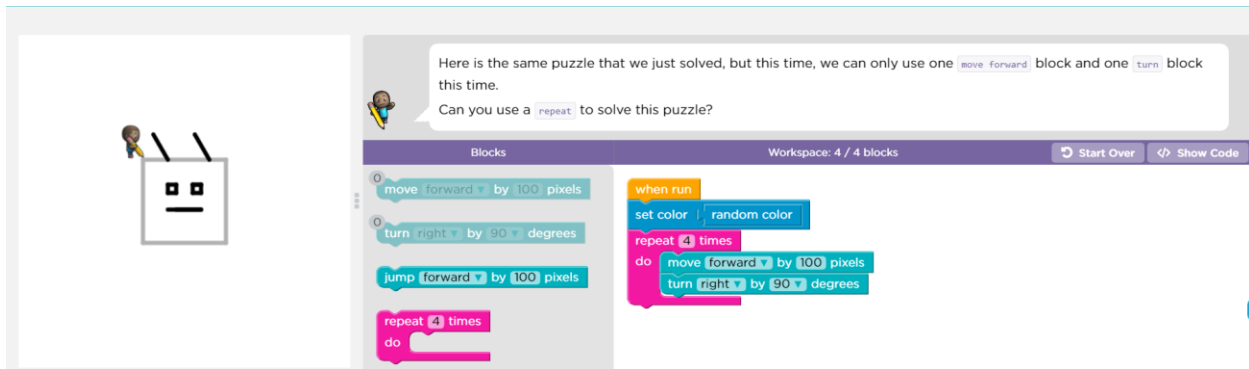 Here is the same puzzle that we just solved, but this time, we can only use one move forward block and one turn block
this time.
Can you use a repeat to solve this puzzle?
Blocks
Workspace: 4 / 4 blocks
Start Over
</> Show Code
0
move forward ▼ by 100 pixels
0
turn right ▼ by 90 ▼ degrees
jump forward ▼ by 100 pixels
repeat 4 times
do
when run
set color random color
repeat 4 times
do move forward ▼ by 100 pixels
turn right ▼ by 90 ▼ degrees